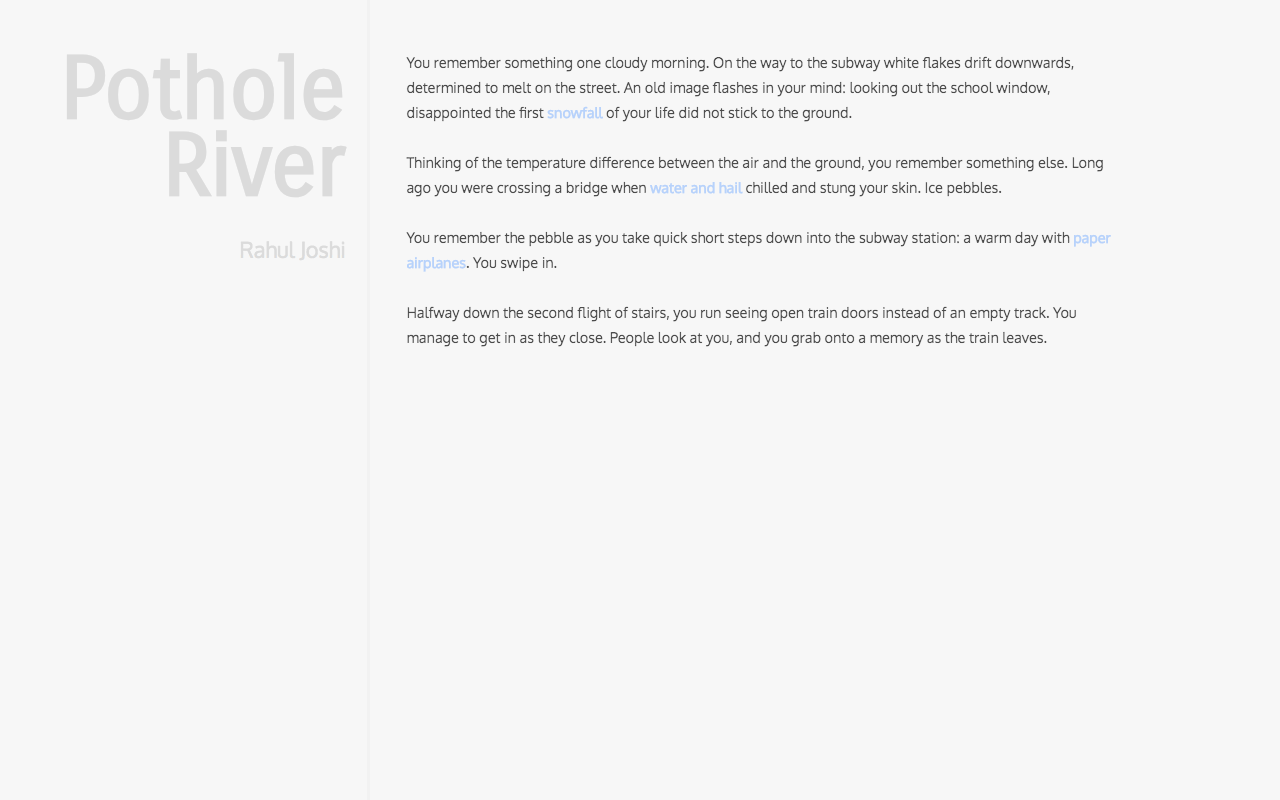 Pothole
River
Rahul Joshi
You remember something one cloudy morning. On the way to the subway white flakes drift downwards,
determined to melt on the street. An old image flashes in your mind: looking out the school window,
disappointed the first snowfall of your life did not stick to the ground.
Thinking of the temperature difference between the air and the ground, you remember something else. Long
ago you were crossing a bridge when water and hail chilled and stung your skin. Ice pebbles.
You remember the pebble as you take quick short steps down into the subway station: a warm day with paper
airplanes. You swipe in.
Halfway down the second flight of stairs, you run seeing open train doors instead of an empty track. You
manage to get in as they close. People look at you, and you grab onto a memory as the train leaves.